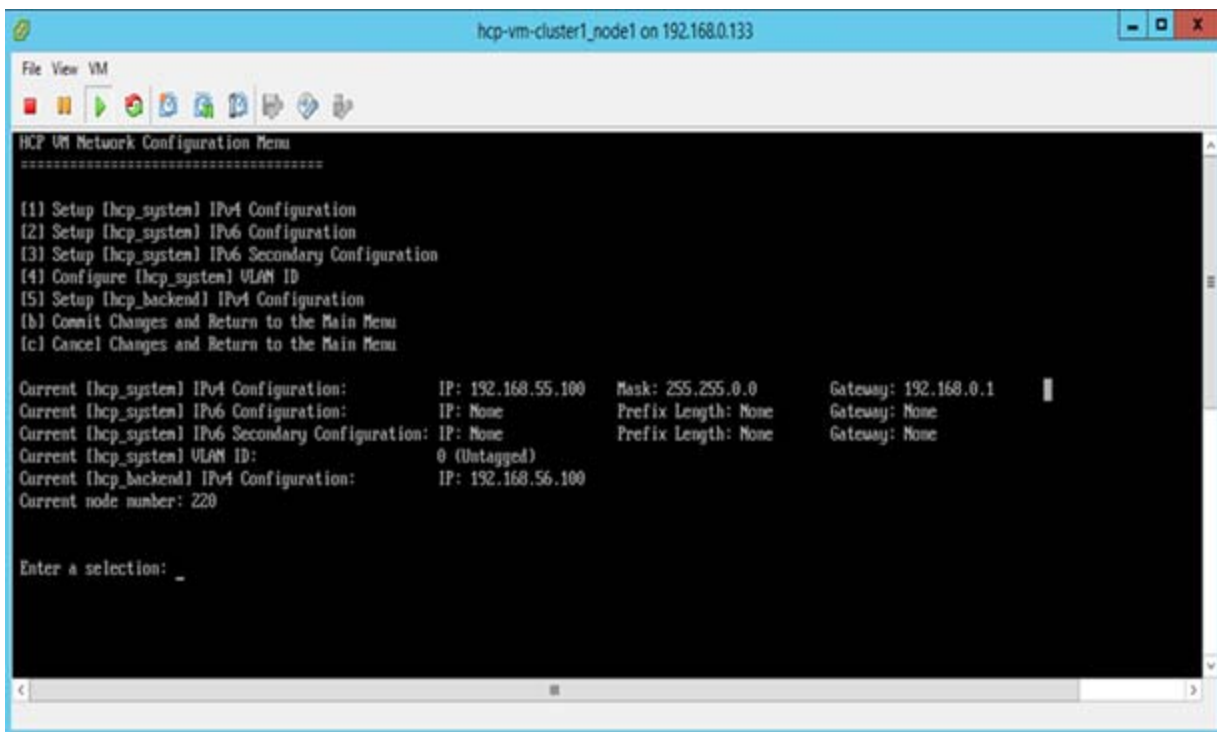 hcp-vm-cluster1_node1 on 192.168.0.133
File View VM
HCP VM Network Configuration Menu
======================================
[1] Setup [hcp_system] IPv4 Configuration
[2] Setup [hcp_system] IPv6 Configuration
[3] Setup [hcp_system] IPv6 Secondary Configuration
[4] Configure [hcp_system] VLAN ID
[5] Setup [hcp_backend] IPv4 Configuration
[b] Commit Changes and Return to the Main Menu
[c] Cancel Changes and Return to the Main Menu
Current [hcp_system] IPv4 Configuration: IP: 192.168.55.100 Mask: 255.255.0.0 Gateway: 192.168.0.1
Current [hcp_system] IPv6 Configuration: IP: None Prefix Length: None Gateway: None
Current [hcp_system] IPv6 Secondary Configuration: IP: None Prefix Length: None Gateway: None
Current [hcp_system] VLAN ID: 0 (Untagged)
Current [hcp_backend] IPv4 Configuration: IP: 192.168.56.100
Current node number: 220
Enter a selection: _